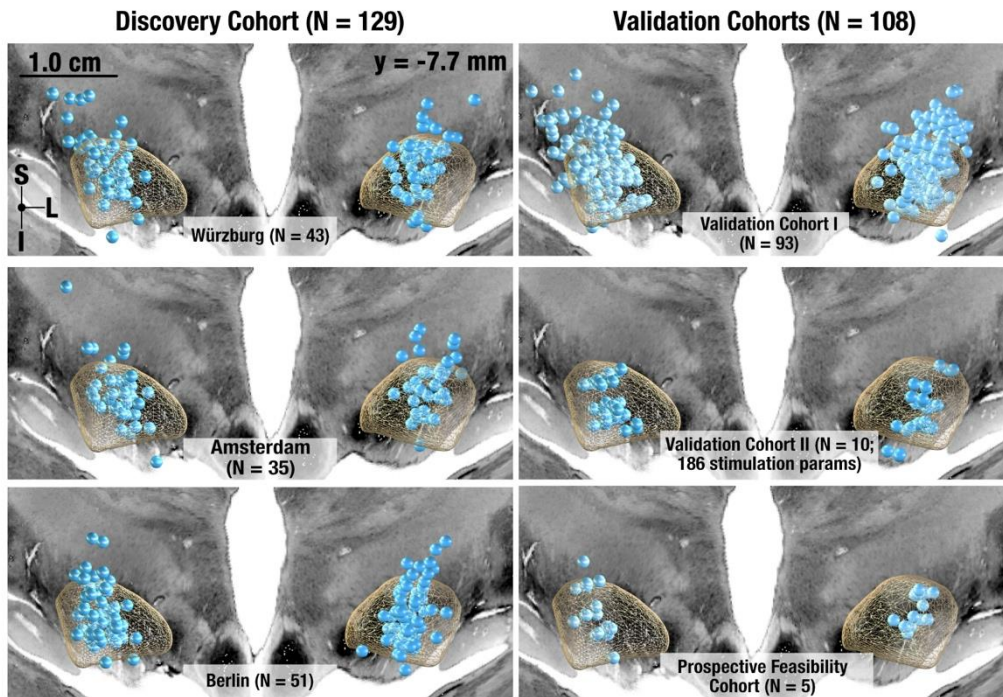 Discovery Cohort (N = 129)
Validation Cohorts (N = 108)
1.0 cm
y = -7.7 mm
S
L
I
Würzburg (N = 43)
Validation Cohort I
(N = 93)
Amsterdam
(N = 35)
Validation Cohort II (N = 10;
186 stimulation params)
Berlin (N = 51)
Prospective Feasibility
Cohort (N = 5)